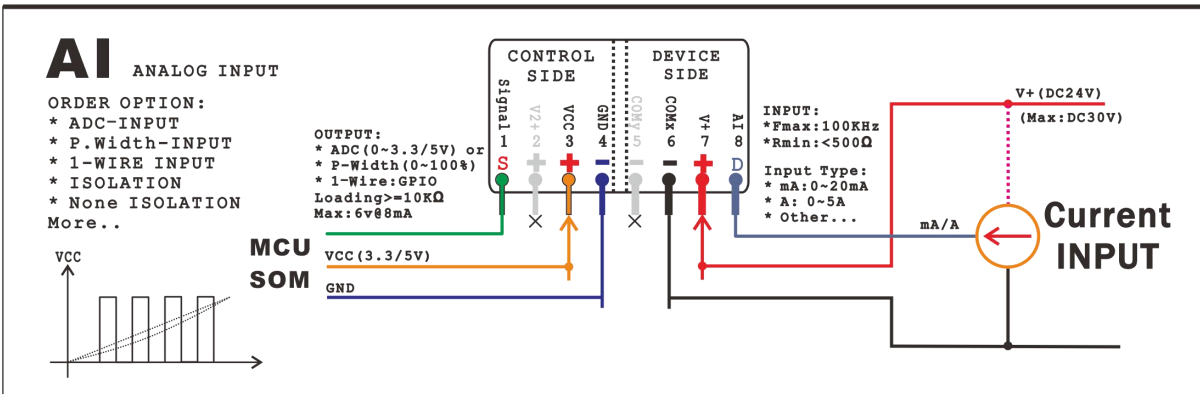 AI ANALOG INPUT
ORDER OPTION:
* ADC-INPUT
* P.Width-INPUT
* 1-WIRE INPUT
* ISOLATION
* None ISOLATION
More..
VCC
OUTPUT:
* ADC(0~3.3/5V) or
* P-Width(0~100%)
* 1-Wire:GPIO
Loading>=10KΩ
Max:6v@8mA
MCU
SOM
VCC(3.3/5V)
GND
CONTROL
SIDE
DEVICE
SIDE
Signal 1
V2+ 2
VCC 3
GND 4
COMy 5
COMx 6
V+ 7
AI 8
S + + - - - + D
INPUT:
*Fmax:100KHz
*Rmin:<500Ω
Input Type:
* mA:0~20mA
* A: 0~5A
* Other...
mA/A
V+(DC24V)
(Max:DC30V)
Current
INPUT